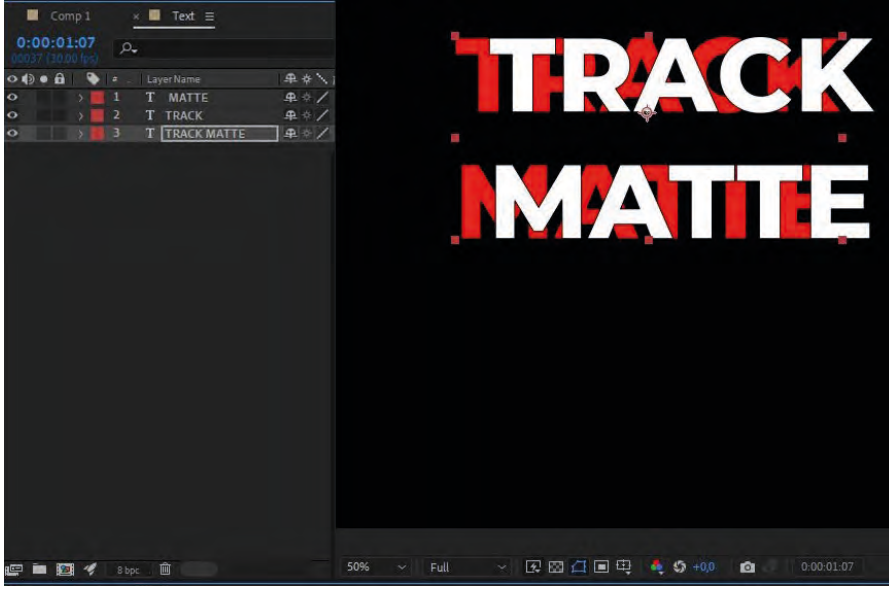 Comp 1 × Text
0:00:01:07
00037 (30.00 fps)
# . Layer Name
1 T MATTE
2 T TRACK
3 T TRACK MATTE
8 bpc
TRACK
MATTE
50% Full +0,0 0:00:01:07